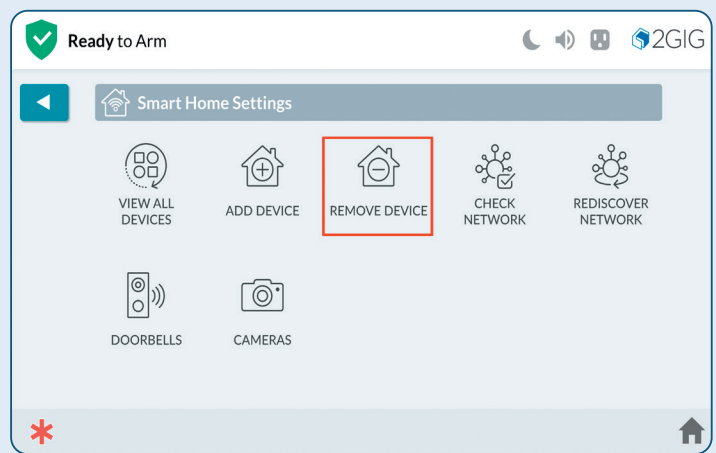 Ready to Arm
2GIG
Smart Home Settings
VIEW ALL
DEVICES
ADD DEVICE
REMOVE DEVICE
CHECK
NETWORK
REDISCOVER
NETWORK
DOORBELLS
CAMERAS